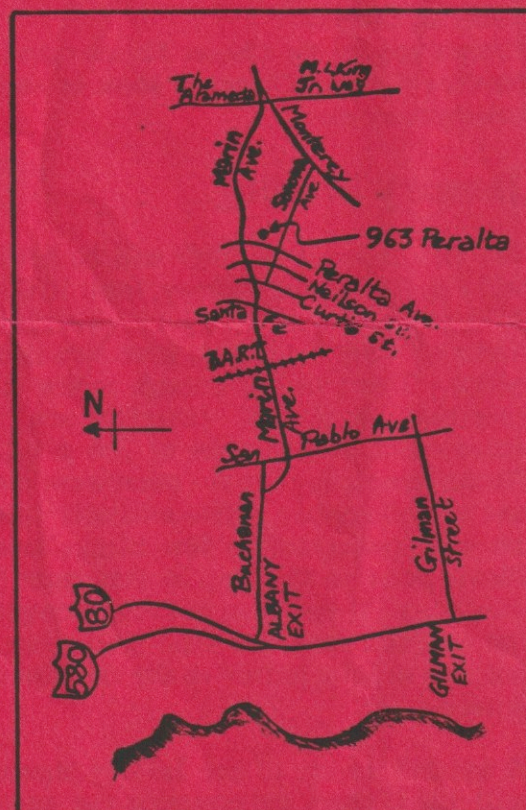 M.L King
Jr Way
The
Alameda
Monterey
Marin
Ave.
Sonoma
Ave
963 Peralta
Peralta Ave.
Neilson St.
Curtis St.
Santa Fe
B.A.R.T.
Marin
Ave.
N
San Pablo Ave
Buchanan
ALBANY
EXIT
Gilman
Street
80
580
GILMAN
EXIT